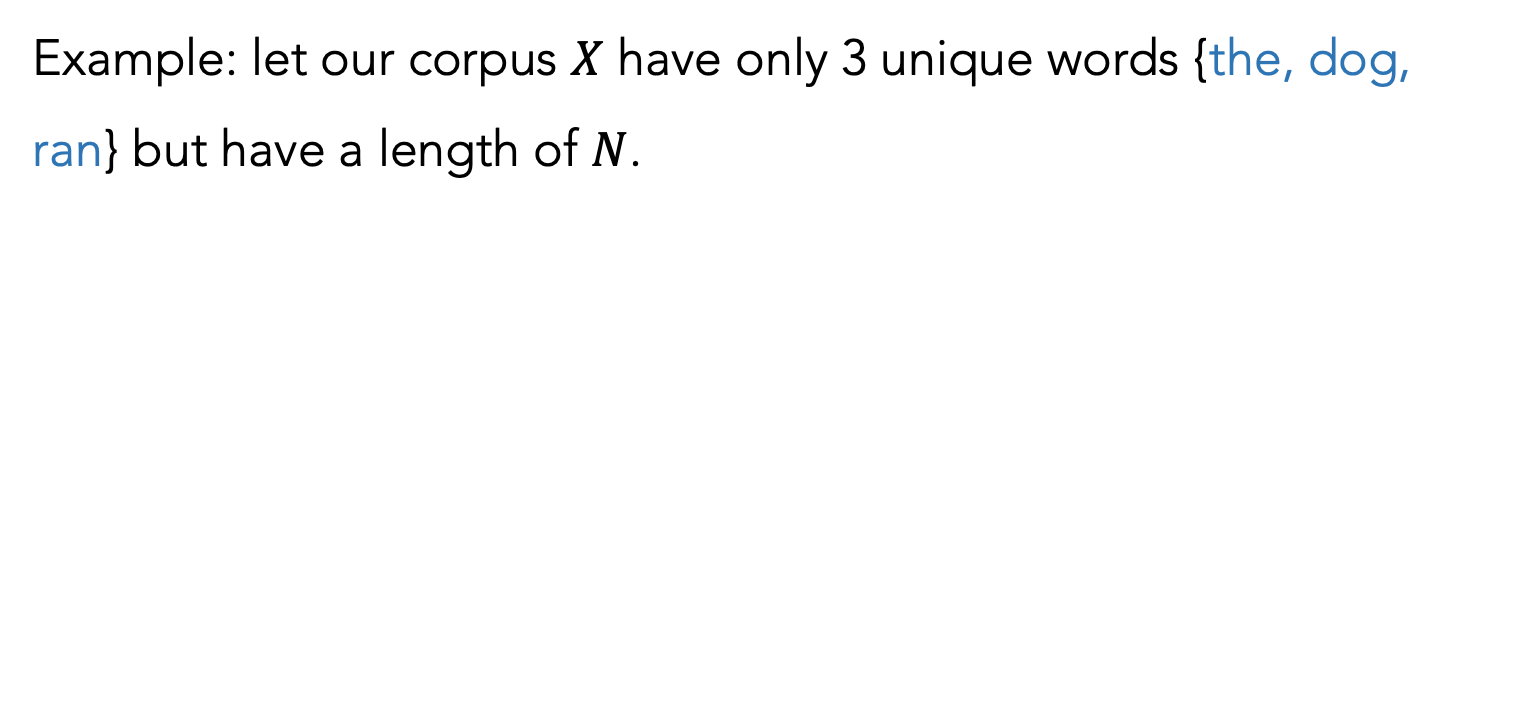 Example: let our corpus X have only 3 unique words {the, dog,
ran} but have a length of N.